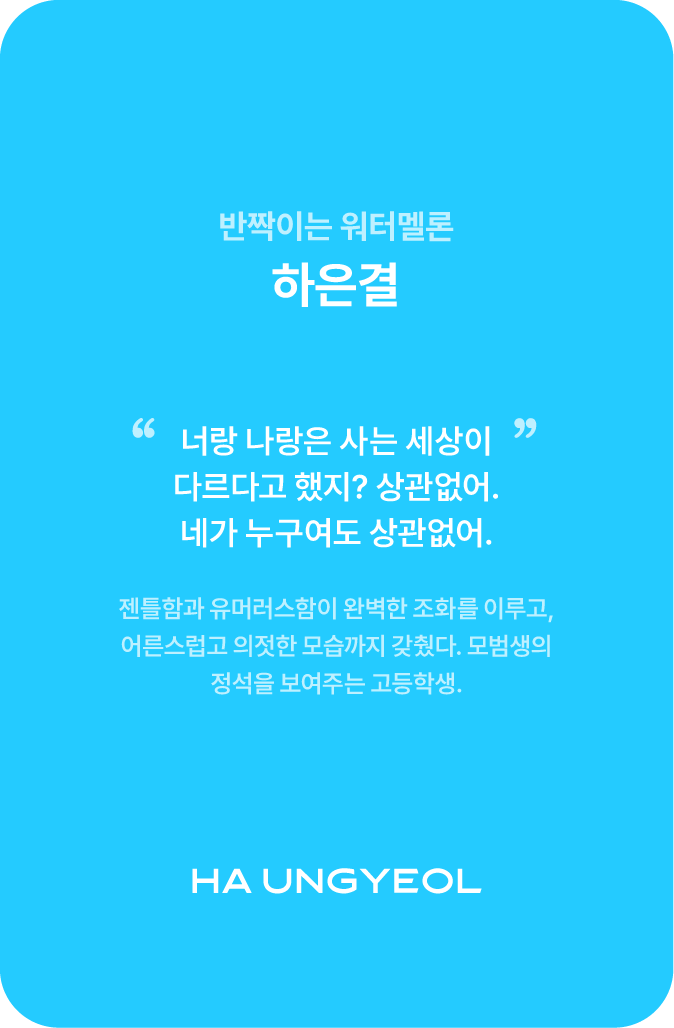 반짝이는 워터멜론
하은결
“ 너랑 나랑은 사는 세상이 ”
다르다고 했지? 상관없어.
네가 누구여도 상관없어.
젠틀함과 유머러스함이 완벽한 조화를 이루고,
어른스럽고 의젓한 모습까지 갖췄다. 모범생의
정석을 보여주는 고등학생.
HA UNGYEOL